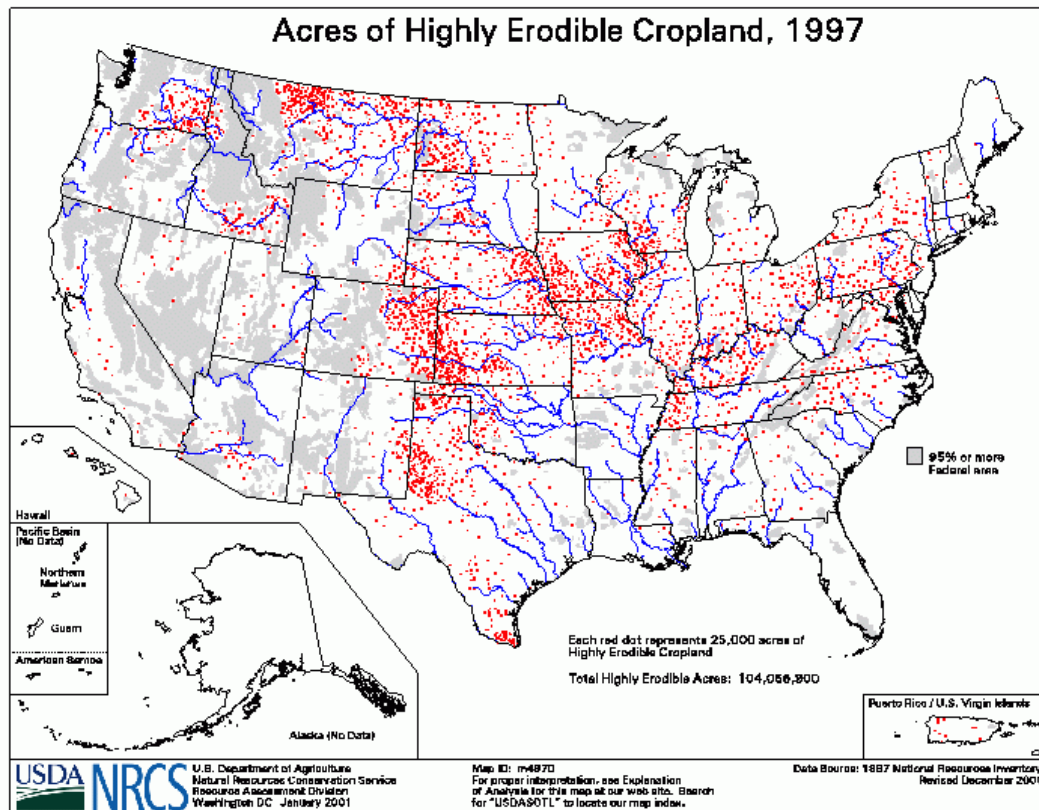 Acres of Highly Erodible Cropland, 1997
95% or more
Federal area
Hawaii
Pacific Basin
(No Data)
Northern
Marianas
Guam
American Samoa
Alaska (No Data)
Each red dot represents 25,000 acres of
Highly Erodible Cropland
Total Highly Erodible Acres:
Puerto Rico / U.S. Virgin Islands
USDA
NRCS
U.S. Department of Agriculture
Natural Resources Conservation Service
Resource Assessment Division
Washington DC January 2001
Map ID: m4970
For proper interpretation, see Explanation
of Analysis for this map at our web site. Search
for "USDASOTL" to locate our map index.
Data Source: 1997 National Resources Inventory
Revised December 2000